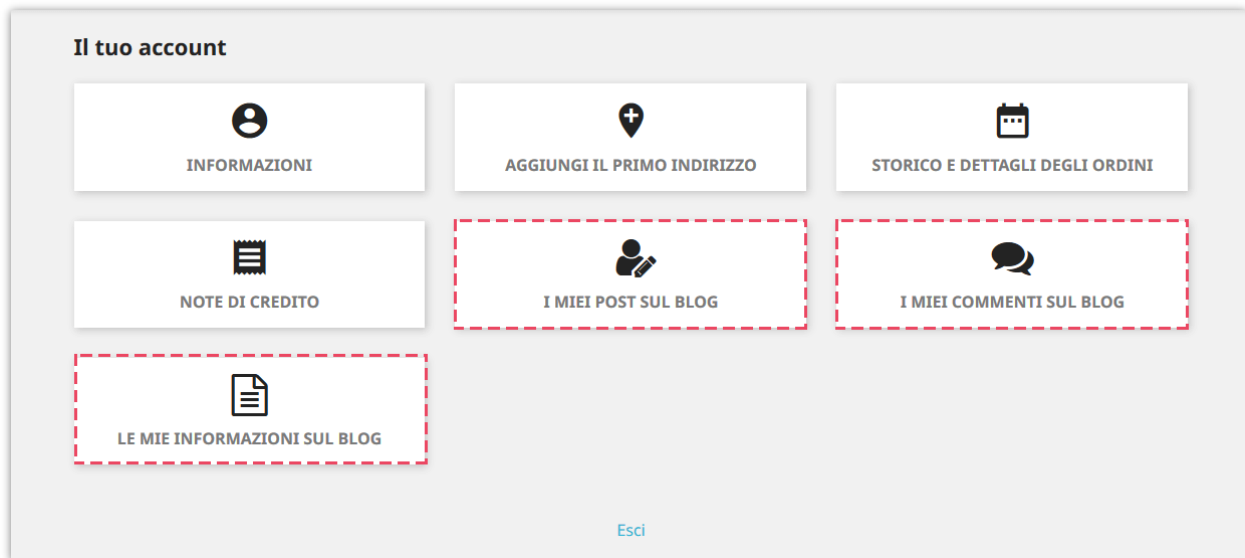 Il tuo account
INFORMAZIONI
AGGIUNGI IL PRIMO INDIRIZZO
STORICO E DETTAGLI DEGLI ORDINI
NOTE DI CREDITO
I MIEI POST SUL BLOG
I MIEI COMMENTI SUL BLOG
LE MIE INFORMAZIONI SUL BLOG
Esci